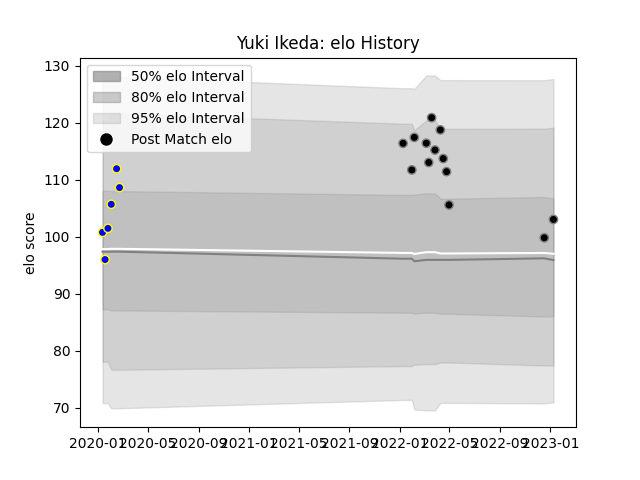 Yuki Ikeda: elo History
130
120
110
100
90
80
70
elo score
50% elo Interval
80% elo Interval
95% elo Interval
Post Match elo
2020-01 2020-05 2020-09 2021-01 2021-05 2021-09 2022-01 2022-05 2022-09 2023-01